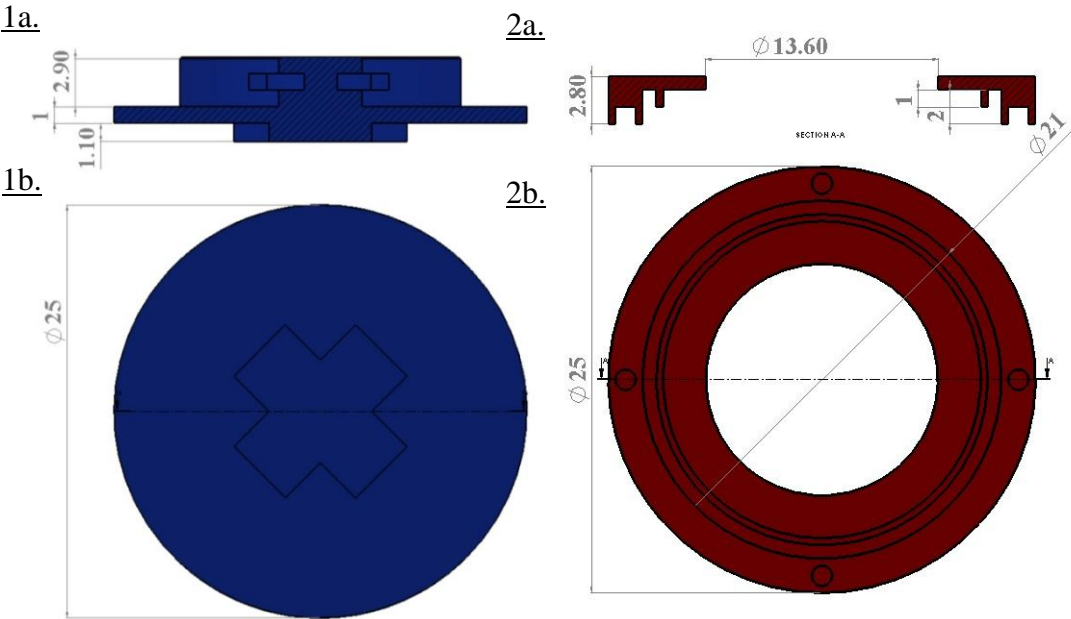 1a.
2.90
1
1.10
1b.
Ø 25
2a.
Ø 13.60
2.80
1
2
SECTION A-A
Ø 21
2b.
Ø 25
A
A